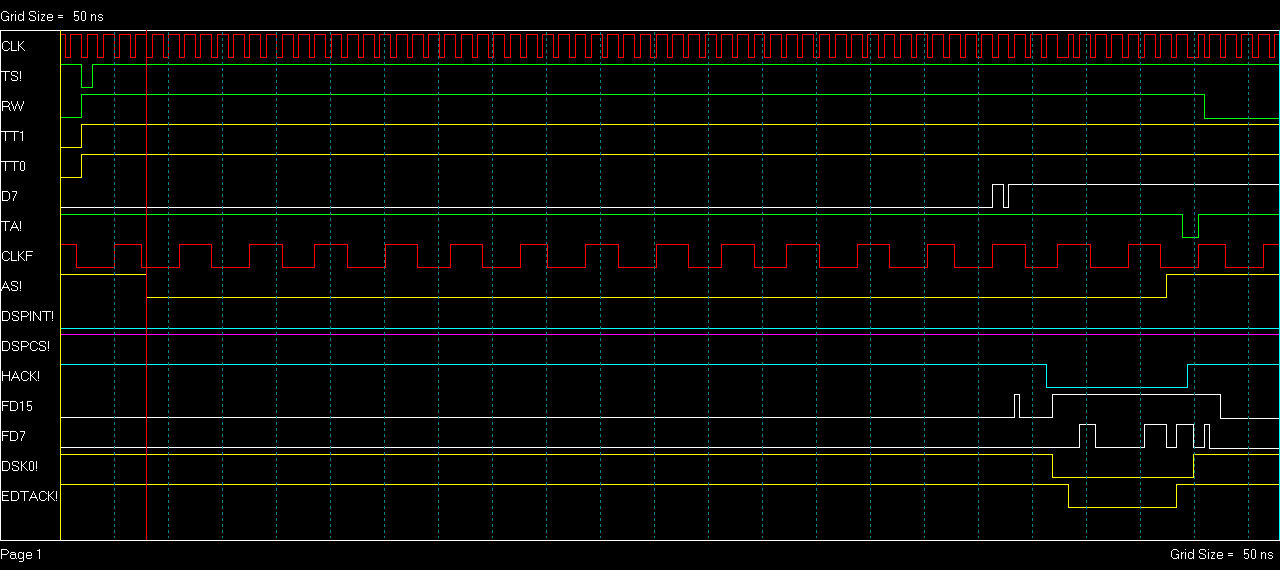 Grid Size = 50 ns
CLK
TS!
RW
TT1
TT0
D7
TA!
CLKF
AS!
DSPINT!
DSPCS!
HACK!
FD15
FD7
DSK0!
EDTACK!
Page 1
Grid Size = 50 ns